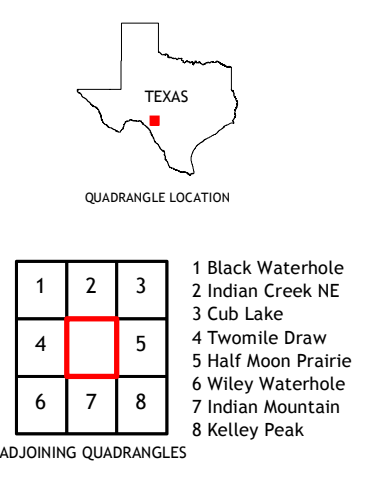 TEXAS
QUADRANGLE LOCATION
1 2 3
4 5
6 7 8
1 Black Waterhole
2 Indian Creek NE
3 Cub Lake
4 Twomile Draw
5 Half Moon Prairie
6 Wiley Waterhole
7 Indian Mountain
8 Kelley Peak
ADJOINING QUADRANGLES